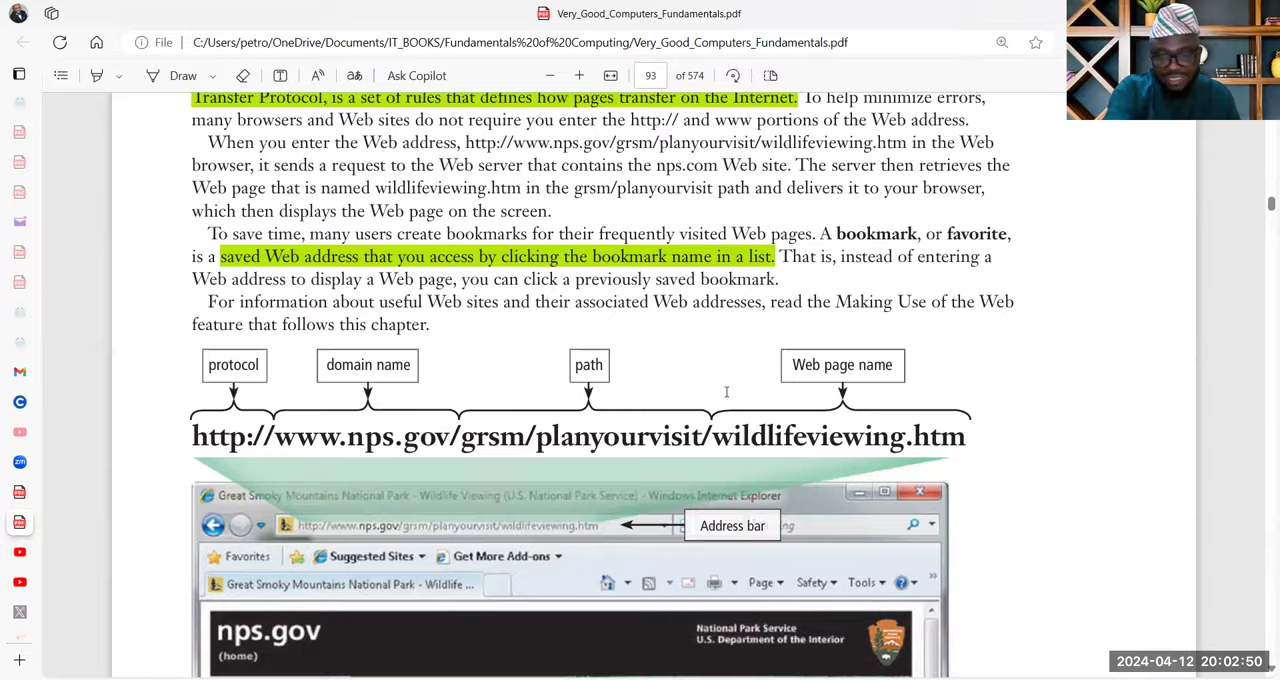 Very_Good_Computers_Fundamentals.pdf
File | C:/Users/petro/OneDrive/Documents/IT_BOOKS/Fundamentals%20of%20Computing/Very_Good_Computers_Fundamentals.pdf
Draw
Ask Copilot
93 of 574
Transfer Protocol, is a set of rules that defines how pages transfer on the Internet. To help minimize errors,
many browsers and Web sites do not require you enter the http:// and www portions of the Web address.
When you enter the Web address, http://www.nps.gov/grsm/planyourvisit/wildlifeviewing.htm in the Web
browser, it sends a request to the Web server that contains the nps.com Web site. The server then retrieves the
Web page that is named wildlifeviewing.htm in the grsm/planyourvisit path and delivers it to your browser,
which then displays the Web page on the screen.
To save time, many users create bookmarks for their frequently visited Web pages. A bookmark, or favorite,
is a saved Web address that you access by clicking the bookmark name in a list. That is, instead of entering a
Web address to display a Web page, you can click a previously saved bookmark.
For information about useful Web sites and their associated Web addresses, read the Making Use of the Web
feature that follows this chapter.
protocol
domain name
path
Web page name
http://www.nps.gov/grsm/planyourvisit/wildlifeviewing.htm
Great Smoky Mountains National Park - Wildlife Viewing (U.S. National Park Service) - Windows Internet Explorer
http://www.nps.gov/grsm/planyourvisit/wildlifeviewing.htm
Address bar
Favorites
Suggested Sites
Get More Add-ons
Great Smoky Mountains National Park - Wildlife ...
Page
Safety
Tools
nps.gov
(home)
National Park Service
U.S. Department of the Interior
zm
2024-04-12 20:02:50